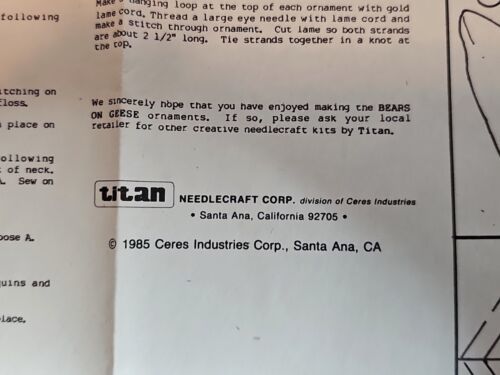 Make a hanging loop at the top of each ornament with gold
lame cord. Thread a large eye needle with lame cord and
make a stitch through ornament. Cut lame so both strands
are about 2 1/2" long. Tie strands together in a knot at
the top.
following
itching on
floss.
place on
ollowing
of neck.
Sew on
pose A.
quins and
place.
We sincerely hope that you have enjoyed making the BEARS
ON GEESE ornaments. If so, please ask your local
retailer for other creative needlecraft kits by Titan.
titan NEEDLECRAFT CORP. division of Ceres Industries
• Santa Ana, California 92705 •
© 1985 Ceres Industries Corp., Santa Ana, CA